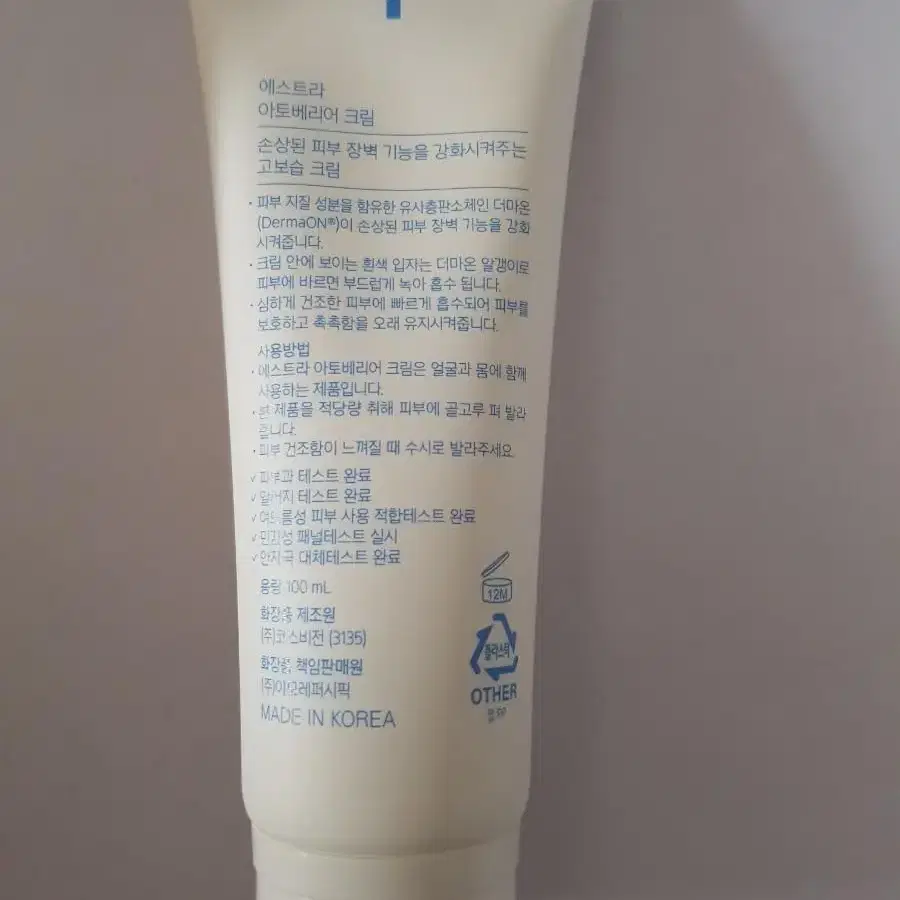 에스트라
아토베리어 크림
손상된 피부 장벽 기능을 강화시켜주는
고보습 크림
· 피부 지질 성분을 함유한 유사층판소체인 더마온
(DermaON®)이 손상된 피부 장벽 기능을 강화
시켜줍니다.
· 크림 안에 보이는 흰색 입자는 더마온 알갱이로
피부에 바르면 부드럽게 녹아 흡수 됩니다.
· 심하게 건조한 피부에 빠르게 흡수되어 피부를
보호하고 촉촉함을 오래 유지시켜줍니다.
사용방법
· 에스트라 아토베리어 크림은 얼굴과 몸에 함께
사용하는 제품입니다.
· 본 제품을 적당량 취해 피부에 골고루 펴 발라
줍니다.
· 피부 건조함이 느껴질 때 수시로 발라주세요.
✓ 피부과 테스트 완료
✓ 알러지 테스트 완료
✓ 여드름성 피부 사용 적합테스트 완료
✓ 민감성 패널테스트 실시
✓ 안자극 대체테스트 완료
용량 100 mL
12M
화장품 제조원
(주)코스비전 (3135)
플라스틱
화장품 책임판매원
(주)아모레퍼시픽
OTHER
MADE IN KOREA